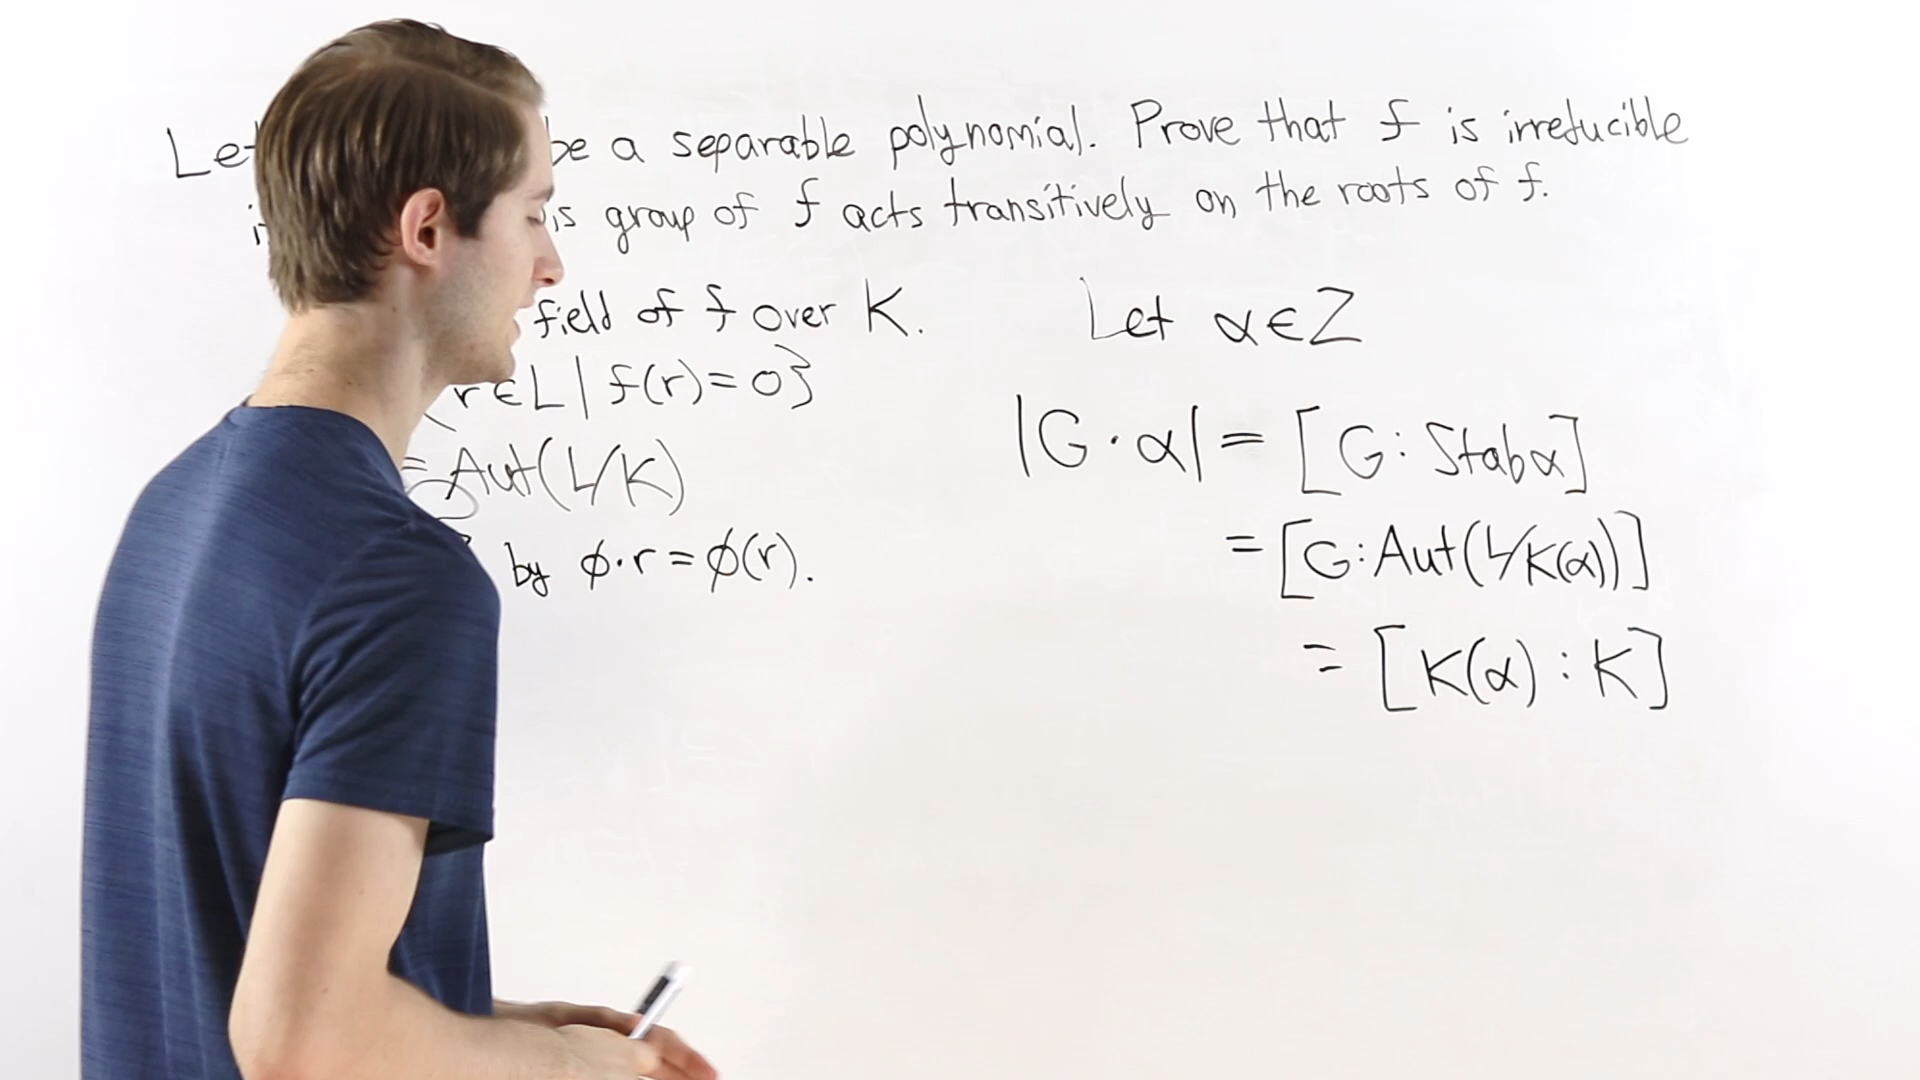 Let be a separable polynomial. Prove that f is irreducible
group of f acts transitively on the roots of f.
field of f over K.
r∈L | f(r)=0}
= Aut(L/K)
by φ·r = φ(r).
Let α∈Z
|G·α| = [G: Stabα]
= [G: Aut(L/K(α))]
= [K(α) : K]